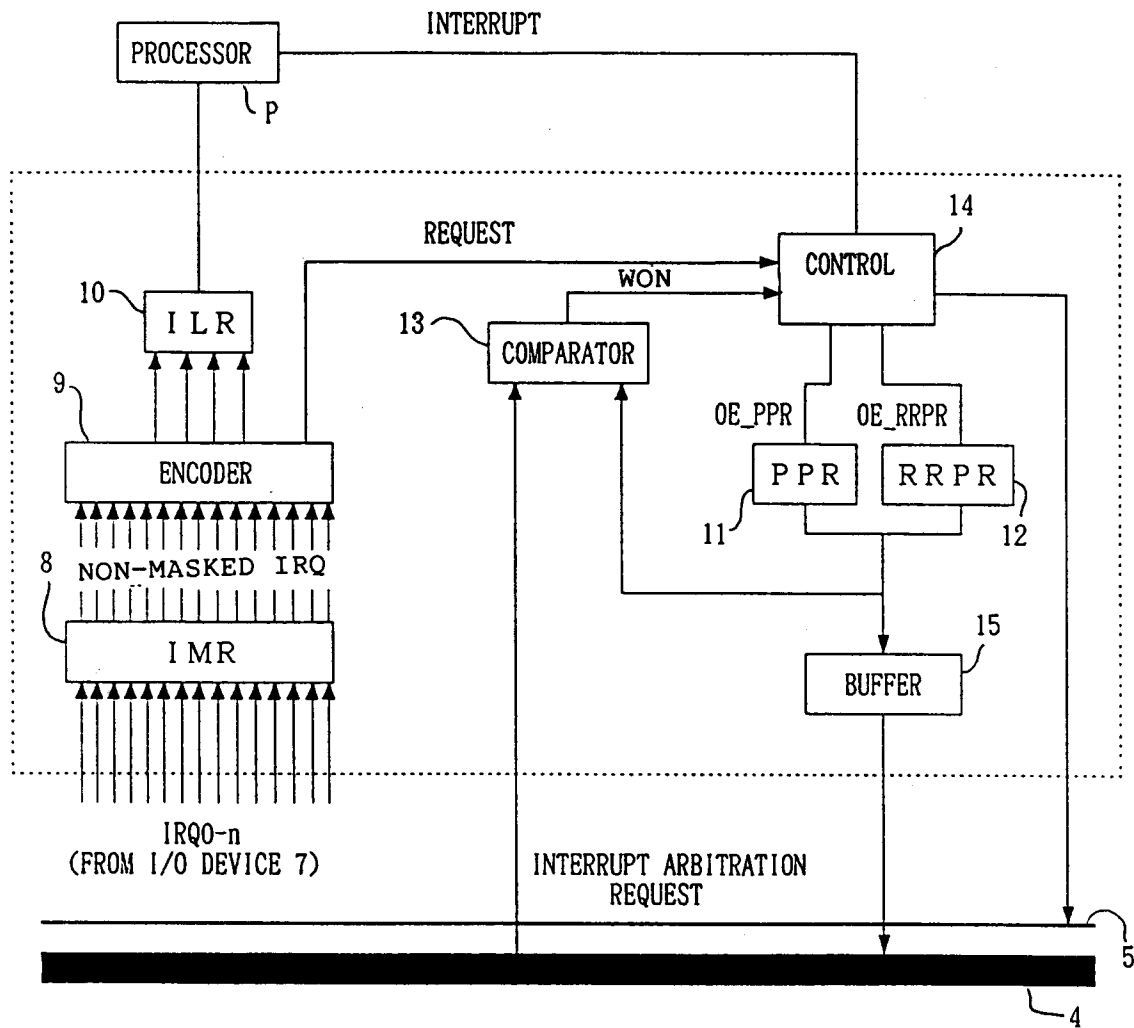 INTERRUPT
PROCESSOR
P
14
REQUEST
CONTROL
WON
10
ILR
13
COMPARATOR
9
OE_PPR
OE_RRPR
ENCODER
PPR
RRPR
11
12
8
NON-MASKED IRQ
15
IMR
BUFFER
IRQ0-n
(FROM I/O DEVICE 7)
INTERRUPT ARBITRATION
REQUEST
5
4